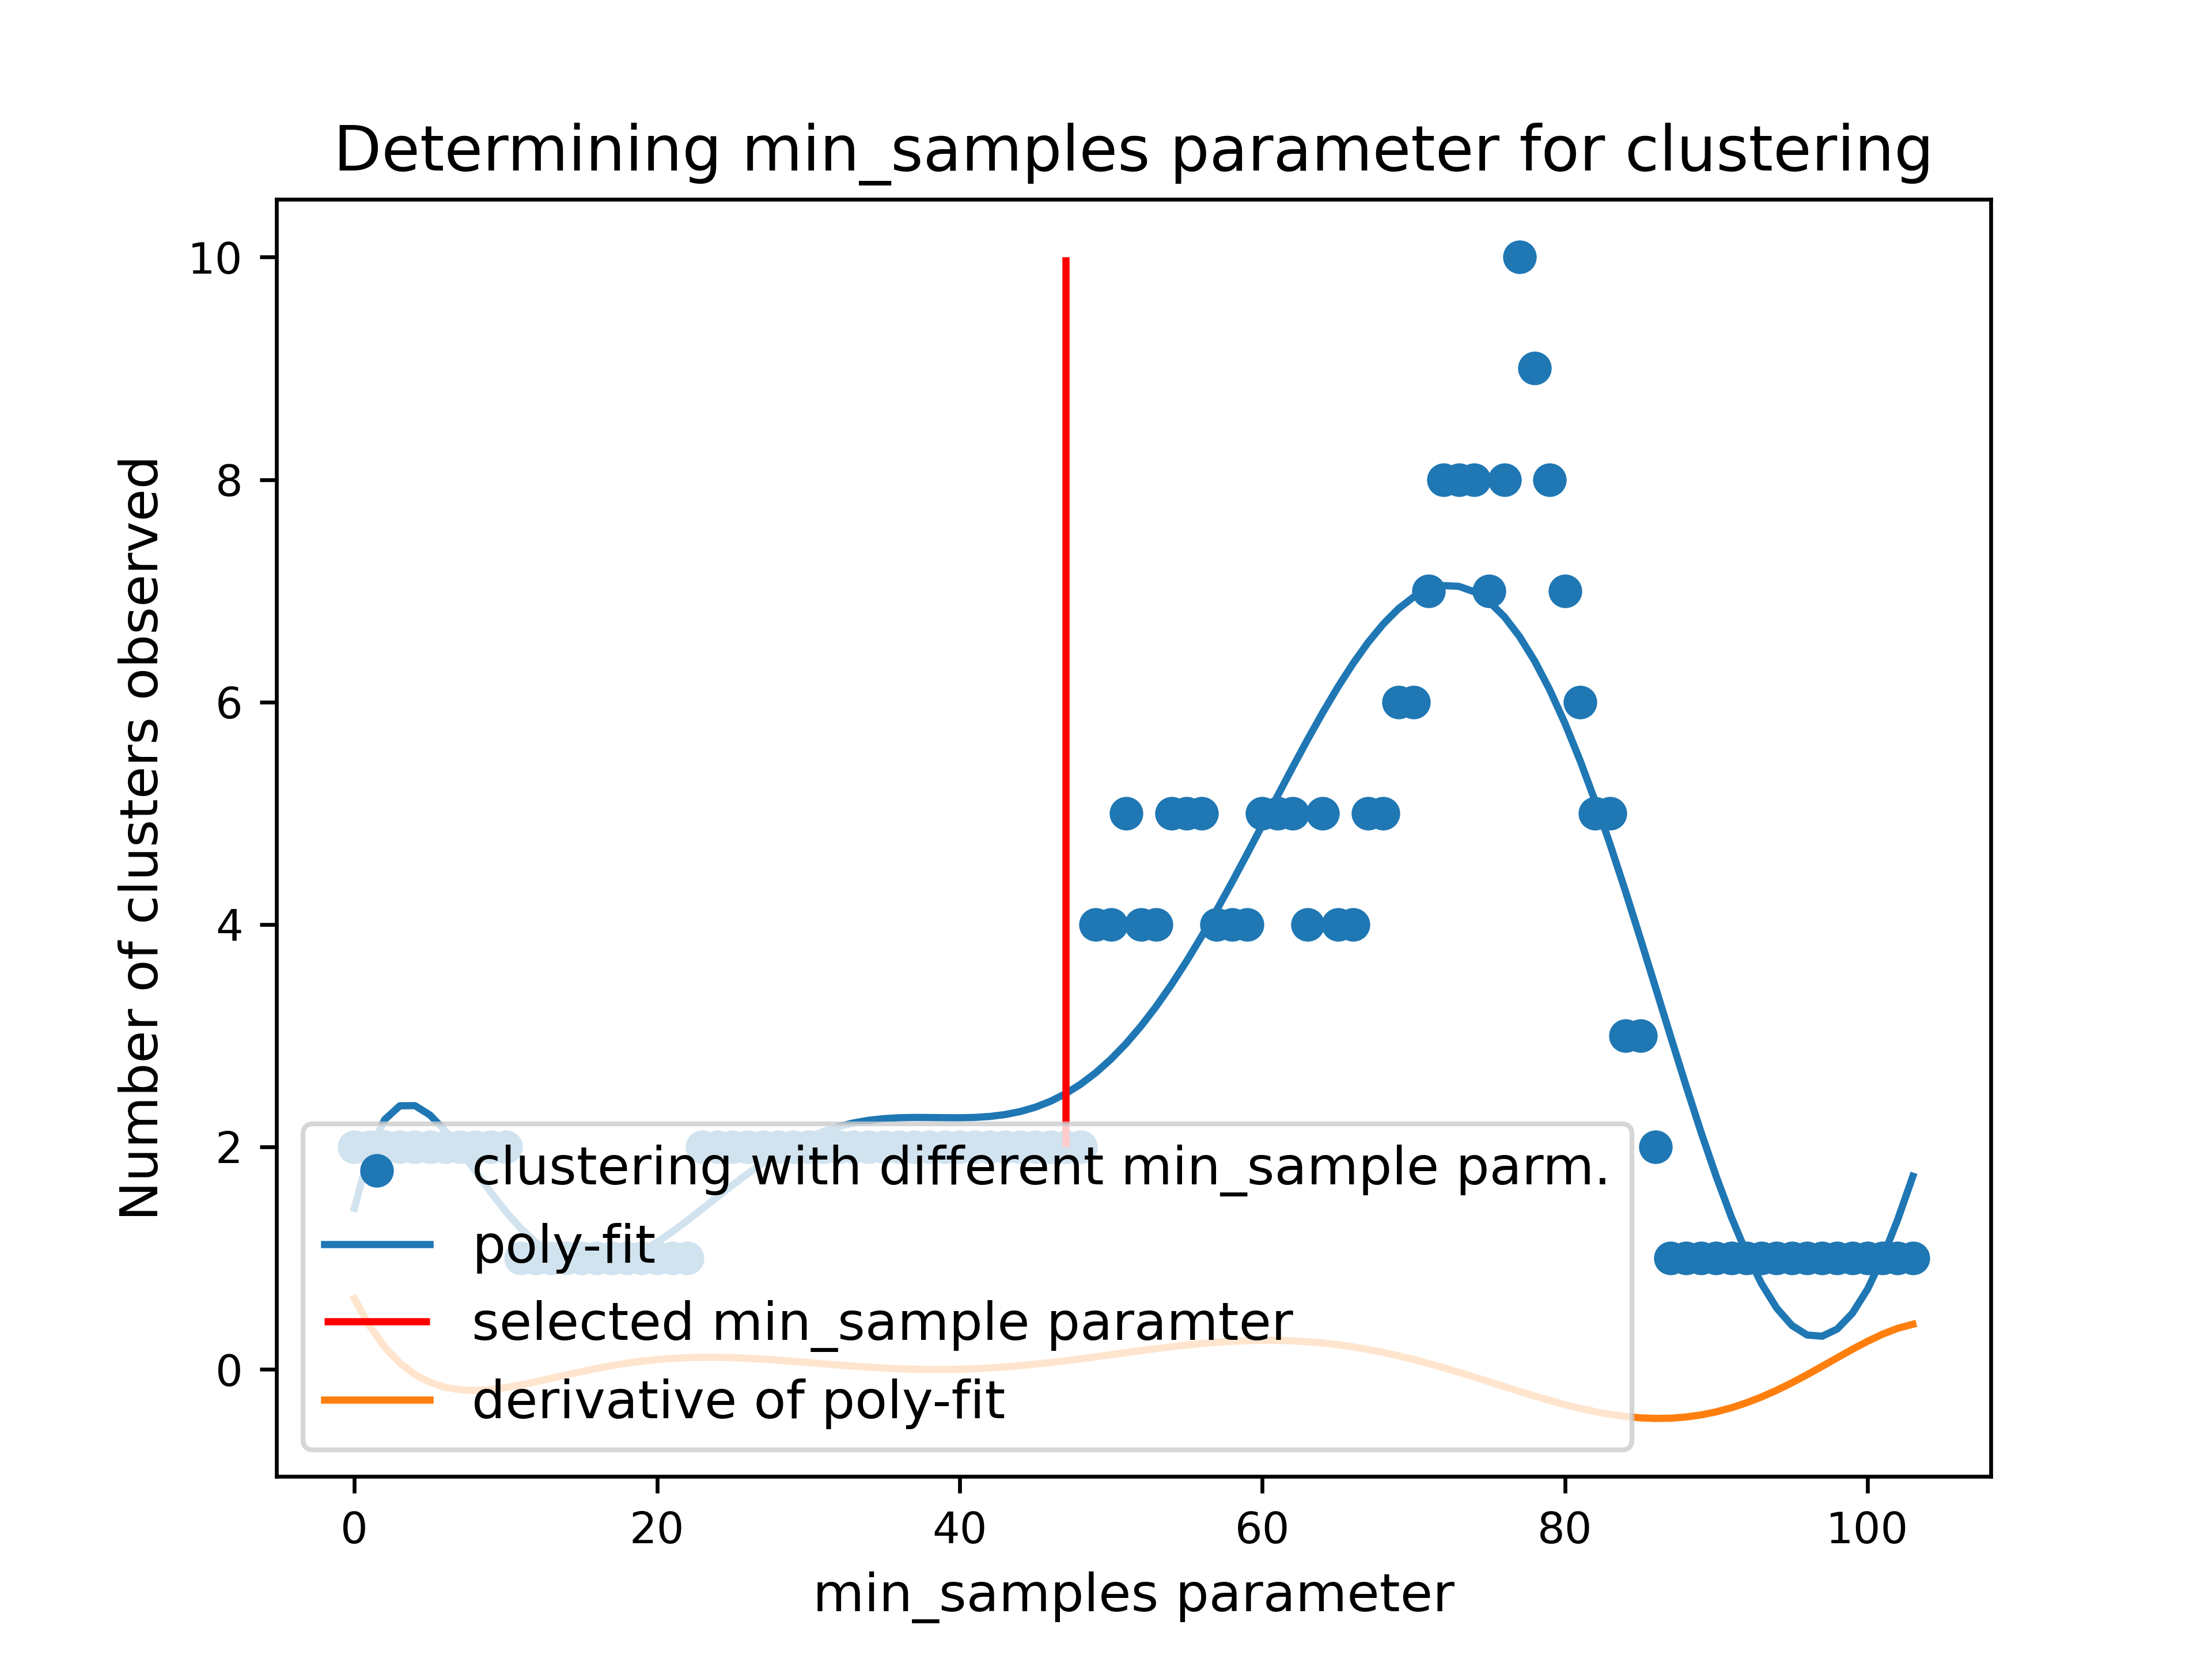 Determining min_samples parameter for clustering
10
8
6
4
2
0
Number of clusters observed
clustering with different min_sample parm.
poly-fit
selected min_sample paramter
derivative of poly-fit
0 20 40 60 80 100
min_samples parameter